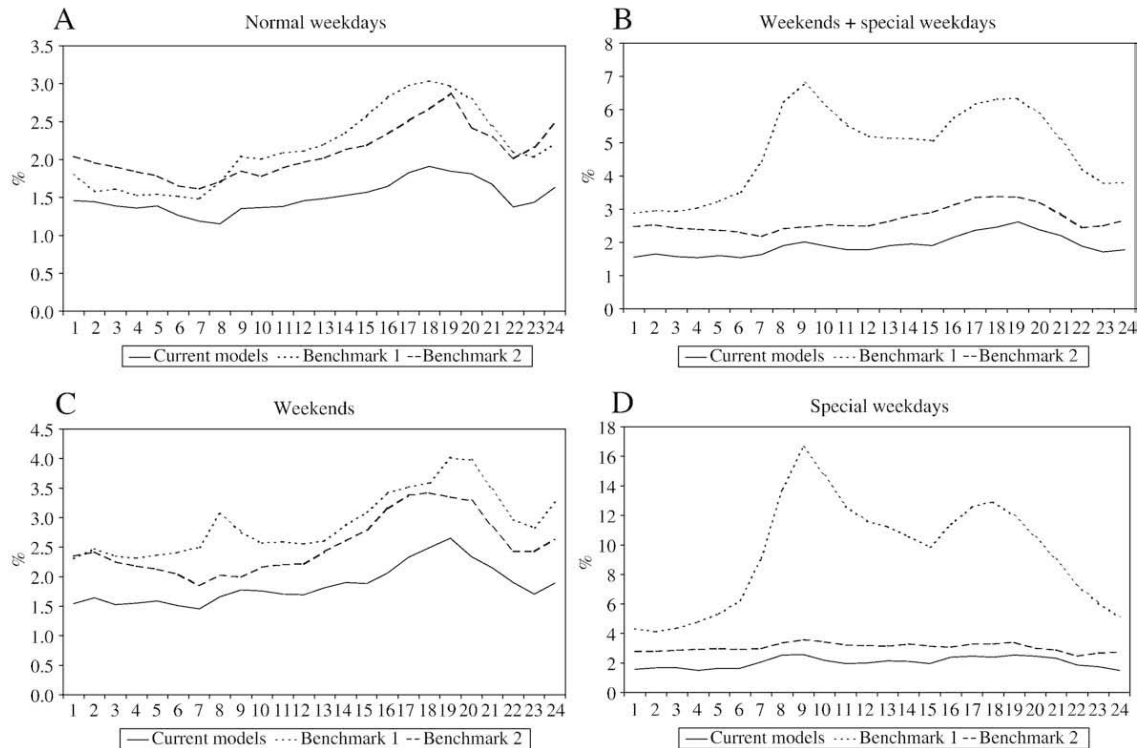 A
Normal weekdays
3.5
3.0
2.5
2.0
1.5
1.0
0.5
0.0
%
1 2 3 4 5 6 7 8 9 10 11 12 13 14 15 16 17 18 19 20 21 22 23 24
Current models Benchmark 1 Benchmark 2
B
Weekends + special weekdays
8
7
6
5
4
3
2
1
0
%
1 2 3 4 5 6 7 8 9 10 11 12 13 14 15 16 17 18 19 20 21 22 23 24
Current models Benchmark 1 Benchmark 2
C
Weekends
4.5
4.0
3.5
3.0
2.5
2.0
1.5
1.0
0.5
0.0
%
1 2 3 4 5 6 7 8 9 10 11 12 13 14 15 16 17 18 19 20 21 22 23 24
Current models Benchmark 1 Benchmark 2
D
Special weekdays
18
16
14
12
10
8
6
4
2
0
%
1 2 3 4 5 6 7 8 9 10 11 12 13 14 15 16 17 18 19 20 21 22 23 24
Current models Benchmark 1 Benchmark 2